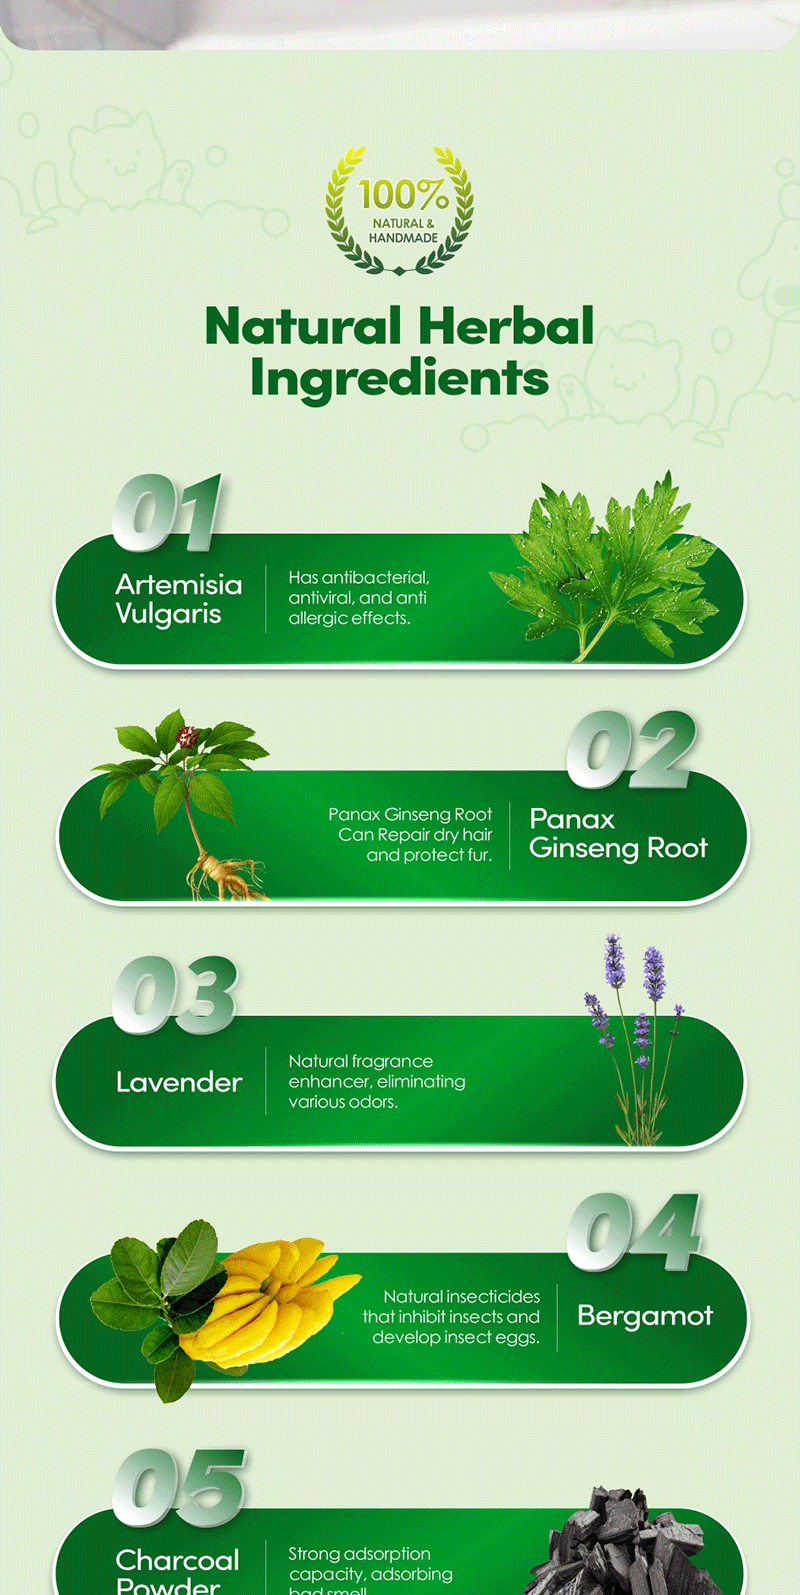 100%
NATURAL &
HANDMADE
Natural Herbal
Ingredients
01
Artemisia
Vulgaris
Has antibacterial,
antiviral, and anti
allergic effects.
02
Panax Ginseng Root
Can Repair dry hair
and protect fur.
Panax
Ginseng Root
03
Lavender
Natural fragrance
enhancer, eliminating
various odors.
04
Natural insecticides
that inhibit insects and
develop insect eggs.
Bergamot
05
Charcoal
Powder
Strong adsorption
capacity, adsorbing
bad smell